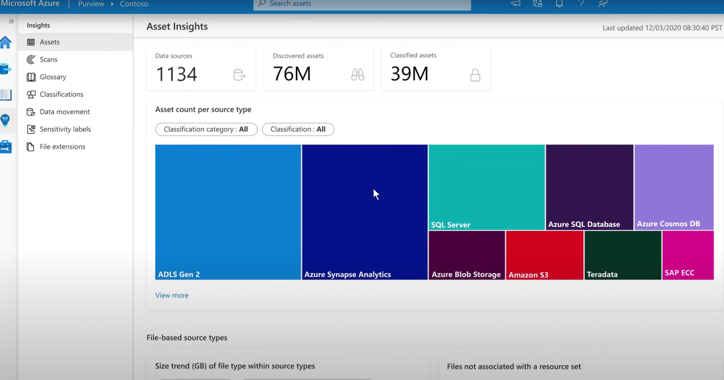 Microsoft Azure | Purview ▸ Contoso
Search assets
Insights
Assets
Scans
Glossary
Classifications
Data movement
Sensitivity labels
File extensions
Asset Insights
Last updated 12/03/2020 08:30:40 PST
Data sources
1134
Discovered assets
76M
Classified assets
39M
Asset count per source type
Classification category : All
Classification : All
ADLS Gen 2
Azure Synapse Analytics
SQL Server
Azure SQL Database
Azure Cosmos DB
Azure Blob Storage
Amazon S3
Teradata
SAP ECC
View more
File-based source types
Size trend (GB) of file type within source types
Files not associated with a resource set